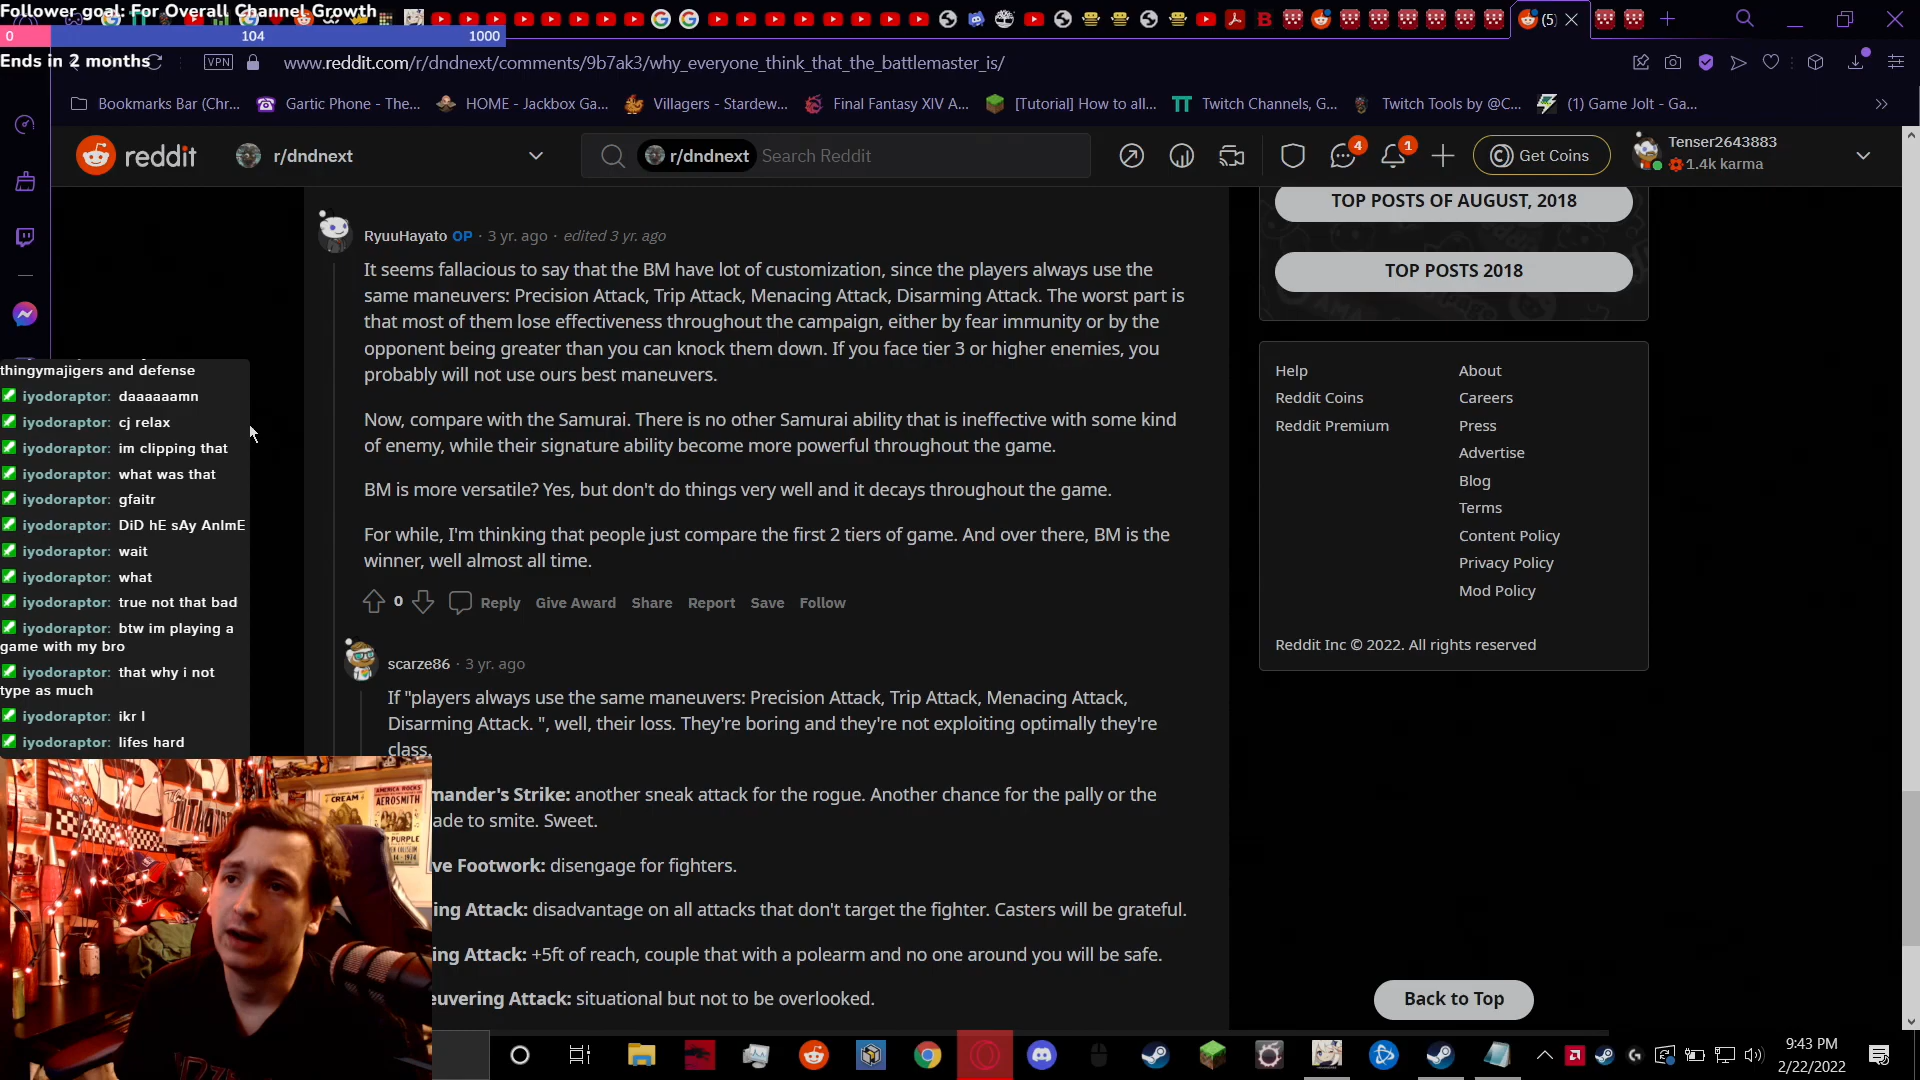 Follower goal: For Overall Channel Growth
0 104 1000
Ends in 2 months
(5)
VPN
www.reddit.com/r/dndnext/comments/9b7ak3/why_everyone_think_that_the_battlemaster_is/
Bookmarks Bar (Chr...
Gartic Phone - The...
HOME - Jackbox Ga...
Villagers - Stardew...
Final Fantasy XIV A...
[Tutorial] How to all...
Twitch Channels, G...
Twitch Tools by @C...
(1) Game Jolt - Ga...
reddit
r/dndnext
r/dndnext Search Reddit
4
1
Get Coins
Tenser2643883
1.4k karma
RyuuHayato OP · 3 yr. ago · edited 3 yr. ago
It seems fallacious to say that the BM have lot of customization, since the players always use the
same maneuvers: Precision Attack, Trip Attack, Menacing Attack, Disarming Attack. The worst part is
that most of them lose effectiveness throughout the campaign, either by fear immunity or by the
opponent being greater than you can knock them down. If you face tier 3 or higher enemies, you
probably will not use ours best maneuvers.
Now, compare with the Samurai. There is no other Samurai ability that is ineffective with some kind
of enemy, while their signature ability become more powerful throughout the game.
BM is more versatile? Yes, but don't do things very well and it decays throughout the game.
For while, I'm thinking that people just compare the first 2 tiers of game. And over there, BM is the
winner, well almost all time.
0 Reply Give Award Share Report Save Follow
scarze86 · 3 yr. ago
If "players always use the same maneuvers: Precision Attack, Trip Attack, Menacing Attack,
Disarming Attack. ", well, their loss. They're boring and they're not exploiting optimally they're
class.
mander's Strike: another sneak attack for the rogue. Another chance for the pally or the
ade to smite. Sweet.
ve Footwork: disengage for fighters.
ing Attack: disadvantage on all attacks that don't target the fighter. Casters will be grateful.
ing Attack: +5ft of reach, couple that with a polearm and no one around you will be safe.
euvering Attack: situational but not to be overlooked.
TOP POSTS OF AUGUST, 2018
TOP POSTS 2018
Help
Reddit Coins
Reddit Premium
About
Careers
Press
Advertise
Blog
Terms
Content Policy
Privacy Policy
Mod Policy
Reddit Inc © 2022. All rights reserved
Back to Top
thingymajigers and defense
iyodoraptor: daaaaaamn
iyodoraptor: cj relax
iyodoraptor: im clipping that
iyodoraptor: what was that
iyodoraptor: gfaitr
iyodoraptor: DiD hE sAy AnImE
iyodoraptor: wait
iyodoraptor: what
iyodoraptor: true not that bad
iyodoraptor: btw im playing a
game with my bro
iyodoraptor: that why i not
type as much
iyodoraptor: ikr l
iyodoraptor: lifes hard
CREAM
AMERICA ROCKS
AEROSMITH
PURPLE
9:43 PM
2/22/2022